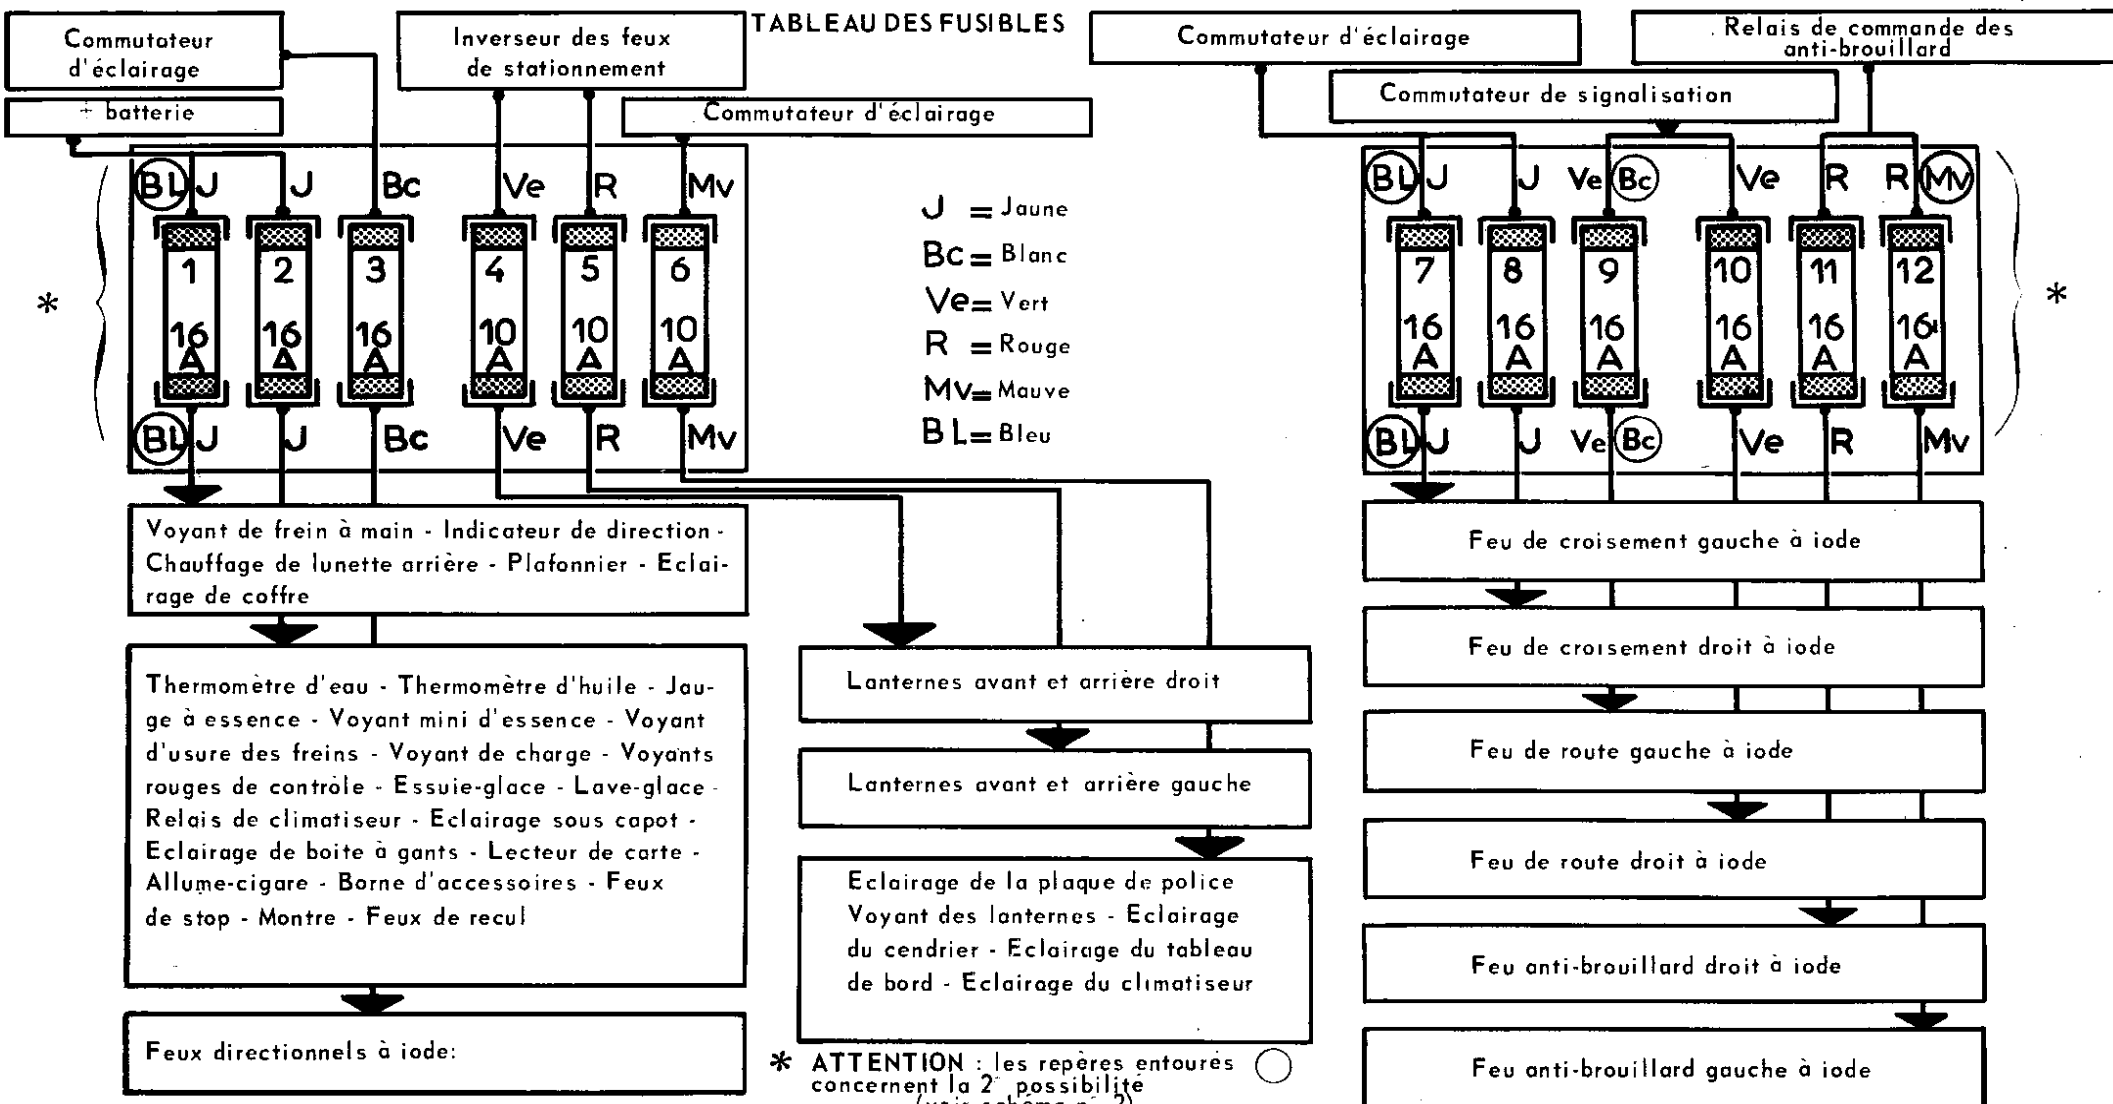 TABLEAU DES FUSIBLES
Commutateur
d'éclairage
+ batterie
Inverseur des feux
de stationnement
Commutateur d'éclairage
Commutateur d'éclairage
Relais de commande des
anti-brouillard
Commutateur de signalisation
BL J J Bc Ve R Mv
1 2 3 4 5 6
16 16 16 10 10 10
A A A A A A
BL J J Bc Ve R Mv
*
J = Jaune
Bc = Blanc
Ve = Vert
R = Rouge
Mv = Mauve
BL = Bleu
BL J J Ve Bc Ve R R Mv
7 8 9 10 11 12
16 16 16 16 16 16
A A A A A A
BL J J Ve Bc Ve R Mv
*
Voyant de frein à main - Indicateur de direction -
Chauffage de lunette arrière - Plafonnier - Eclai-
rage de coffre
Thermomètre d'eau - Thermomètre d'huile - Jau-
ge à essence - Voyant mini d'essence - Voyant
d'usure des freins - Voyant de charge - Voyants
rouges de contrôle - Essuie-glace - Lave-glace -
Relais de climatiseur - Eclairage sous capot -
Eclairage de boite à gants - Lecteur de carte -
Allume-cigare - Borne d'accessoires - Feux
de stop - Montre - Feux de recul
Feux directionnels à iode:
Lanternes avant et arrière droit
Lanternes avant et arrière gauche
Eclairage de la plaque de police
Voyant des lanternes - Eclairage
du cendrier - Eclairage du tableau
de bord - Eclairage du climatiseur
* ATTENTION : les repères entourés
concernent la 2 possibilité
(voir schéma n° 2)
Feu de croisement gauche à iode
Feu de croisement droit à iode
Feu de route gauche à iode
Feu de route droit à iode
Feu anti-brouillard droit à iode
Feu anti-brouillard gauche à iode